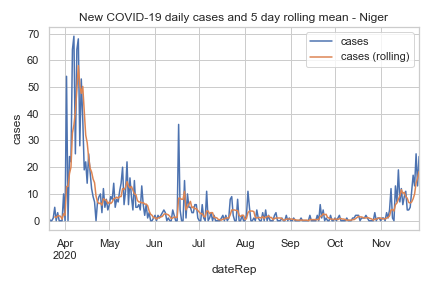 New COVID-19 daily cases and 5 day rolling mean - Niger
cases
cases (rolling)
70
60
50
40
30
20
10
0
cases
Apr
2020
May
Jun
Jul
Aug
Sep
Oct
Nov
dateRep